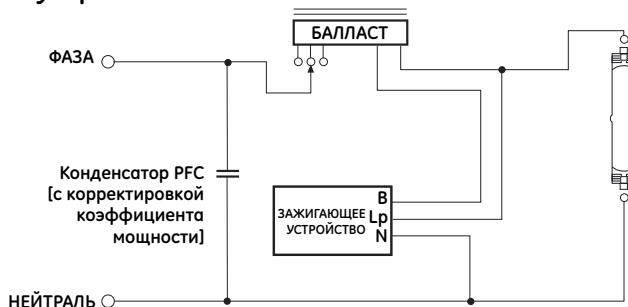 БАЛЛАСТ
ФАЗА
Конденсатор PFC
[с корректировкой
коэффициента
мощности]
ЗАЖИГАЮЩЕЕ
УСТРОЙСТВО
B
Lp
N
НЕЙТРАЛЬ